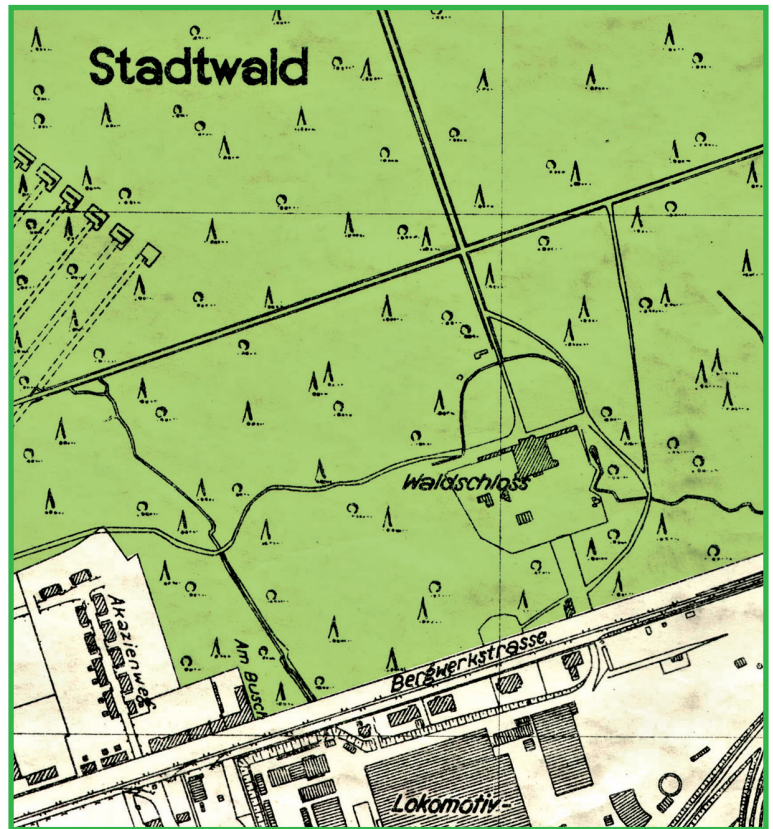 Stadtwald
Waldschloss
Akazienweg
Am Busch
Bergwerkstrasse
Lokomotiv-